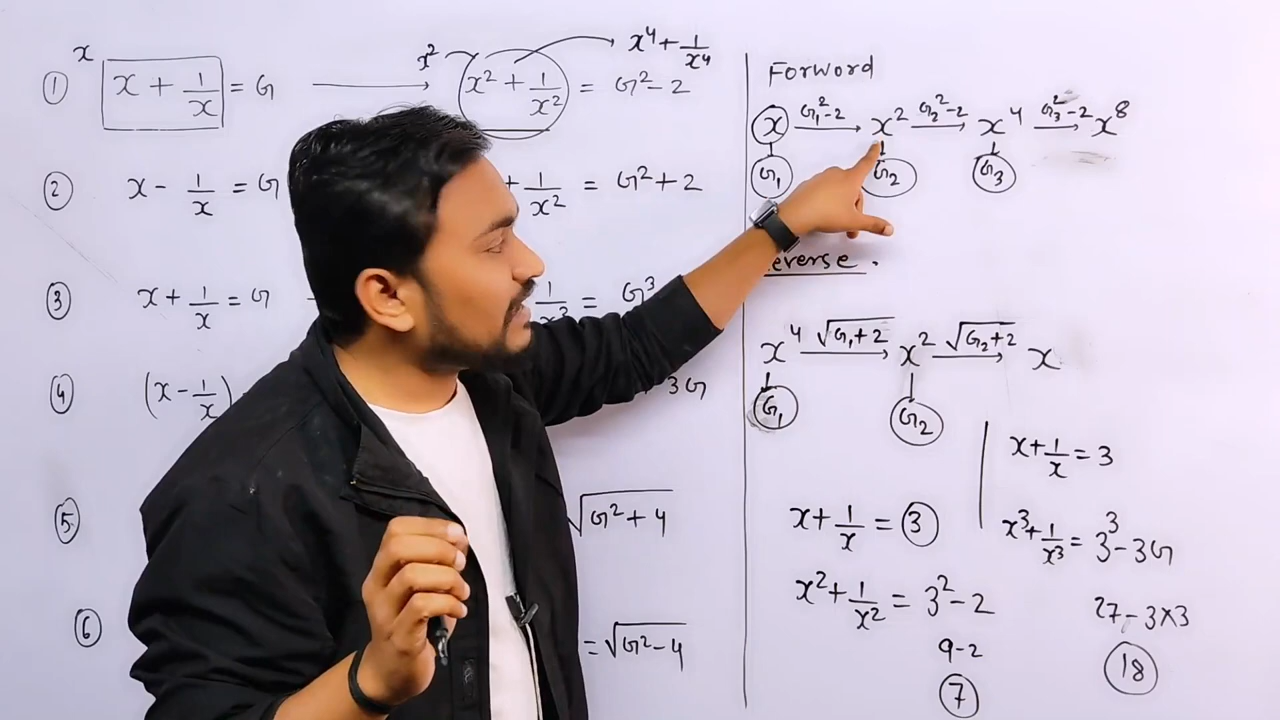 x
① x + 1/x = G ⟶ x² x² + 1/x² = G² - 2
x⁴ + 1/x⁴
② x - 1/x = G + 1/x² = G² + 2
③ x + 1/x = G 1/x³ = G³
④ (x - 1/x) 3G
⑤ √G² + 4
⑥ = √G² - 4
Forword
x G₁² - 2 ⟶ x² G₂² - 2 ⟶ x⁴ G₃² - 2 ⟶ x⁸
G₁ G₂ G₃
everse .
x⁴ √G₁ + 2 ⟶ x² √G₂ + 2 ⟶ x
G₁ G₂
x + 1/x = 3
x² + 1/x² = 3² - 2
9 - 2
7
x + 1/x = 3
x³ + 1/x³ = 3³ - 3G
27 - 3 × 3
18